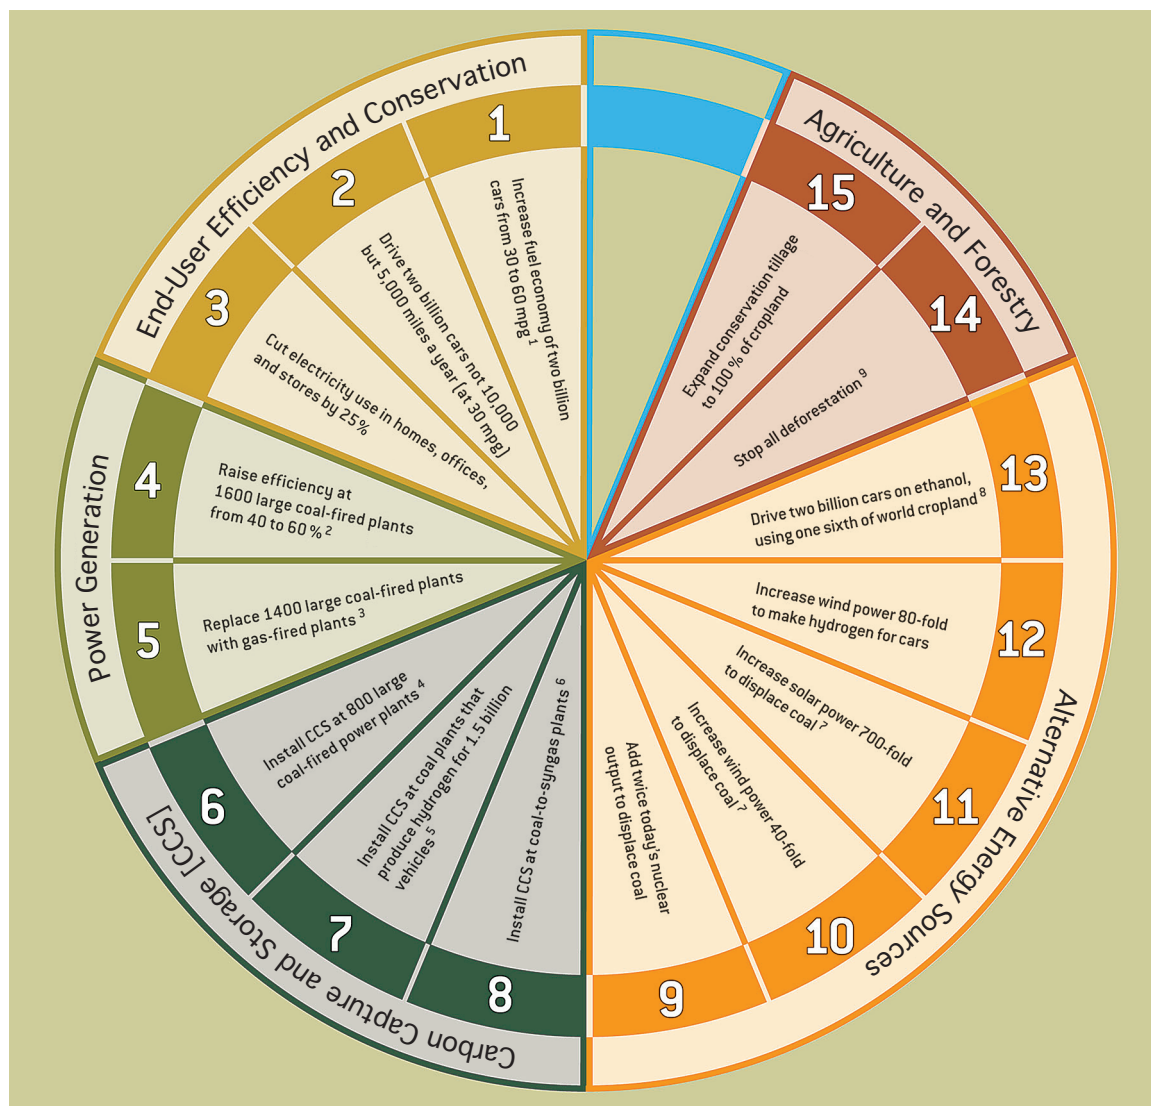 End-User Efficiency and Conservation
1
Increase fuel economy of two billion
cars from 30 to 60 mpg 1
2
Drive two billion cars not 10,000
but 5,000 miles a year (at 30 mpg)
3
Cut electricity use in homes, offices,
and stores by 25%
Power Generation
4
Raise efficiency at
1600 large coal-fired plants
from 40 to 60 % 2
5
Replace 1400 large coal-fired plants
with gas-fired plants 3
Carbon Capture and Storage [CCS]
6
Install CCS at 800 large
coal-fired power plants 4
7
Install CCS at coal plants that
produce hydrogen for 1.5 billion
vehicles 5
8
Install CCS at coal-to-syngas plants 6
Alternative Energy Sources
9
Add twice today's nuclear
output to displace coal
10
Increase wind power 40-fold
to displace coal 7
11
Increase solar power 700-fold
to displace coal 7
12
Increase wind power 80-fold
to make hydrogen for cars
13
Drive two billion cars on ethanol,
using one sixth of world cropland 8
Agriculture and Forestry
14
Stop all deforestation 9
15
Expand conservation tillage
to 100 % of cropland